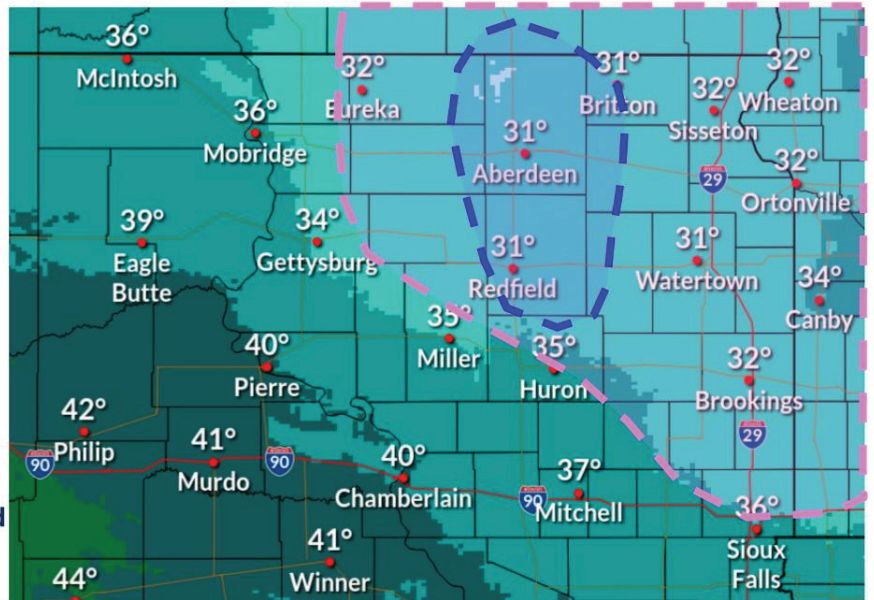 36°
McIntosh
32°
Eureka
31°
Britton
32°
Sisseton
32°
Wheaton
36°
Mobridge
31°
Aberdeen
29
32°
Ortonville
39°
Eagle
Butte
34°
Gettysburg
31°
Redfield
31°
Watertown
34°
Canby
35°
Miller
35°
Huron
40°
Pierre
32°
Brookings
29
42°
Philip
90
41°
Murdo
90
40°
Chamberlain
90
37°
Mitchell
36°
Sioux
Falls
41°
Winner
44°
d